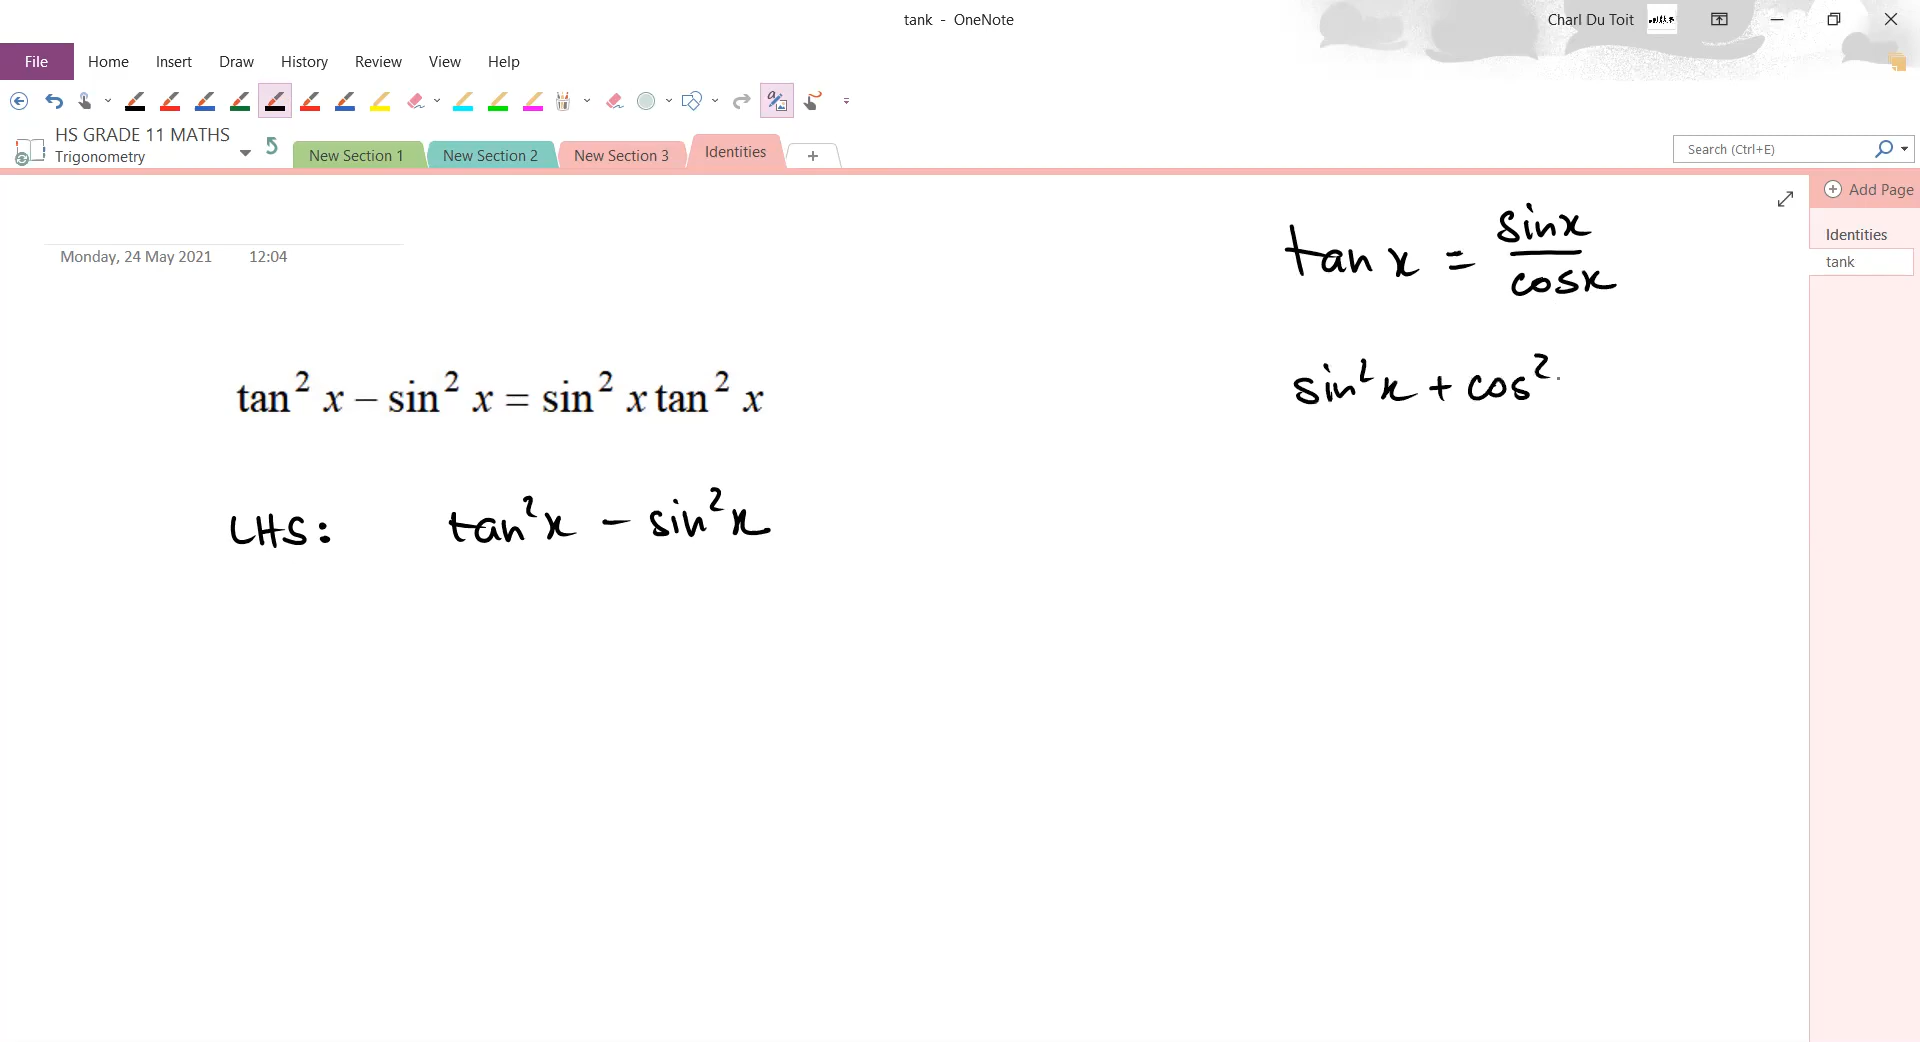 tank - OneNote
Charl Du Toit
File Home Insert Draw History Review View Help
HS GRADE 11 MATHS
Trigonometry
New Section 1 New Section 2 New Section 3 Identities +
Search (Ctrl+E)
Add Page
Identities
tank
Monday, 24 May 2021 12:04
tan x = sinx / cosx
sin²x + cos²
tan² x − sin² x = sin² x tan² x
LHS: tan²x − sin²x